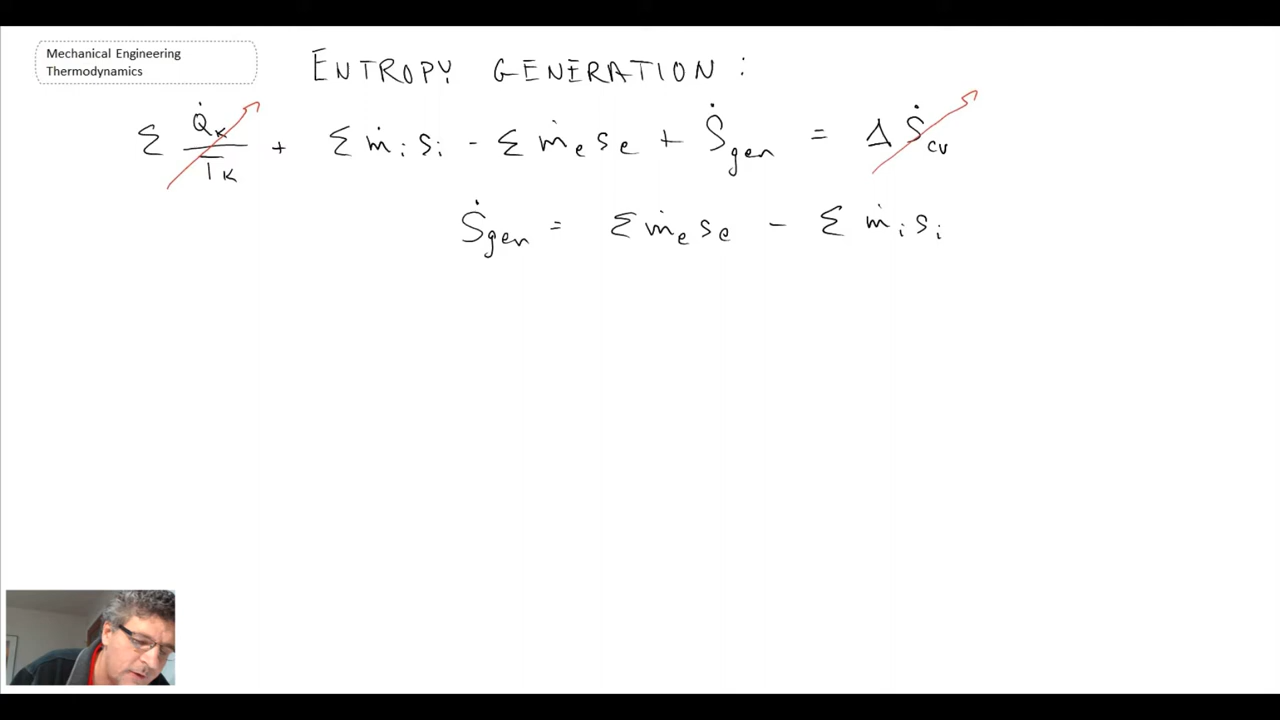 Mechanical Engineering
Thermodynamics
ENTROPY GENERATION :
Σ Q̇ₖ/Tₖ + Σ ṁᵢ sᵢ - Σ ṁₑ sₑ + Ṡgen = Δ Ṡcv
Ṡgen = Σ ṁₑ sₑ - Σ ṁᵢ sᵢ